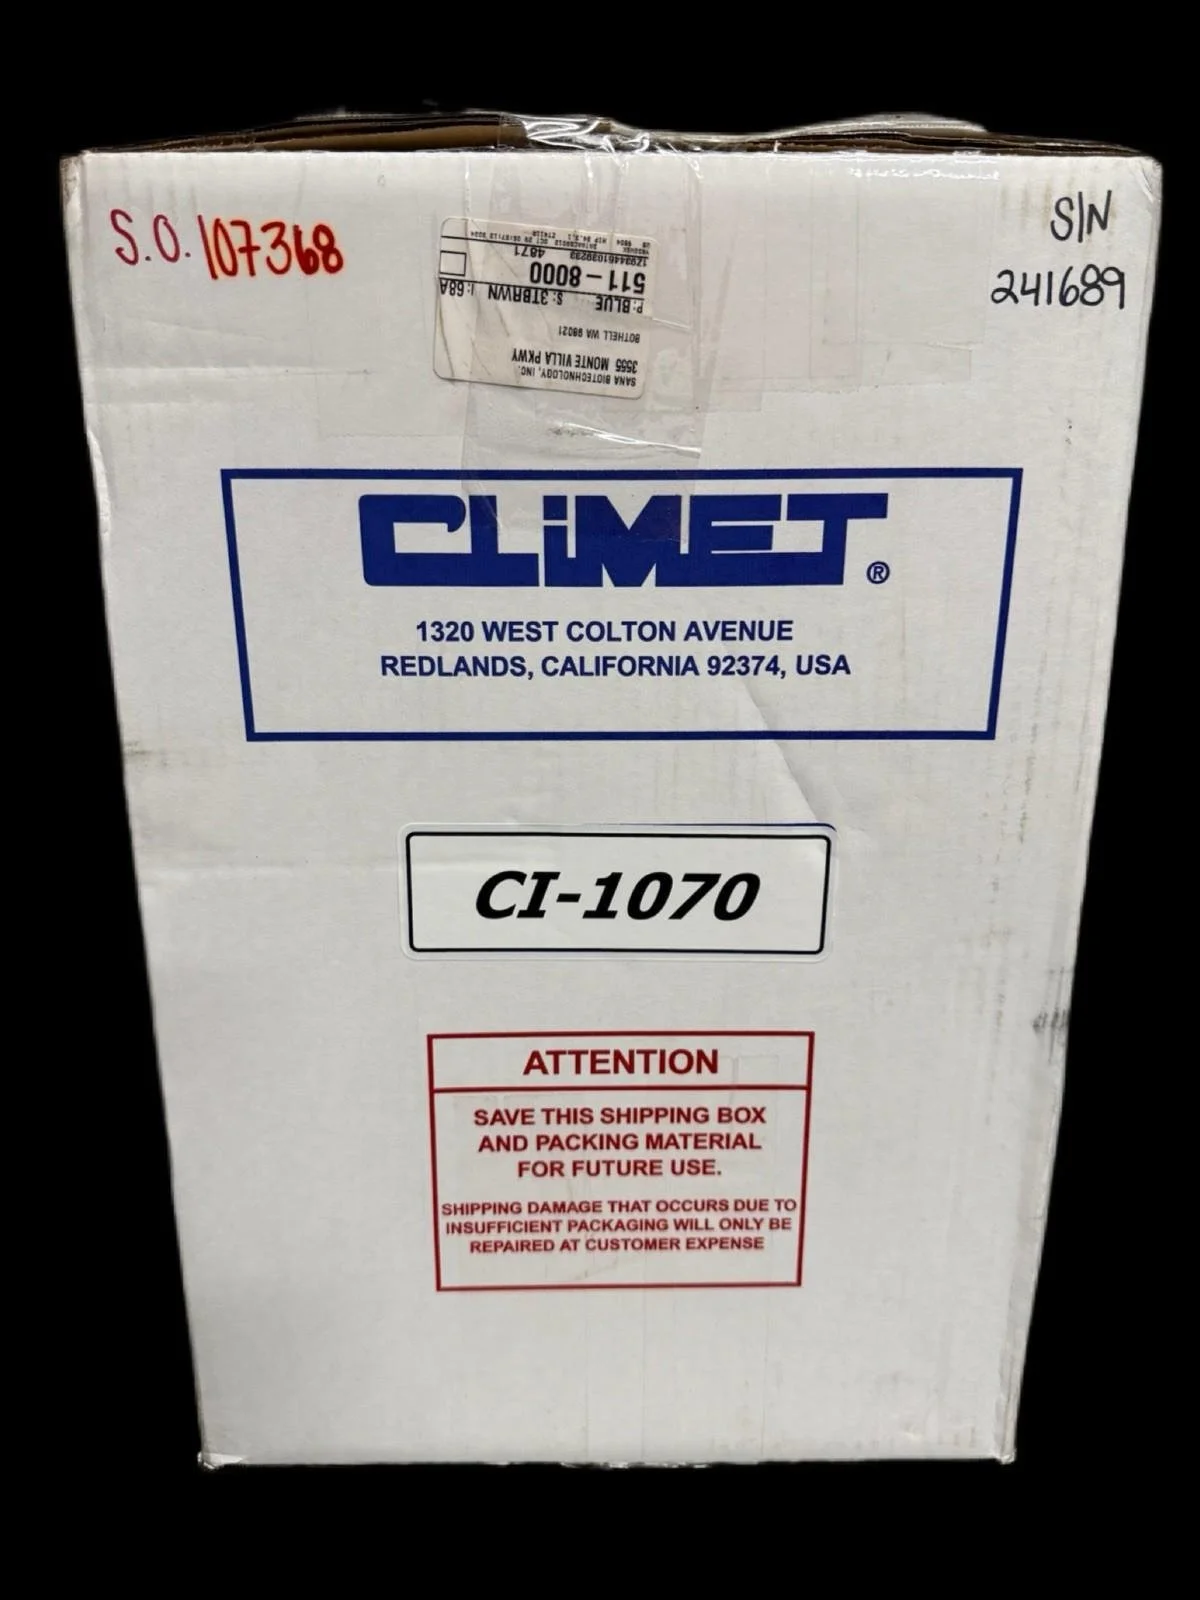 S.O. 107368
S/N
241689
SANA BIOTECHNOLOGY, INC.
3555 MONTE VILLA PKWY
BOTHELL WA 98021
P: BLUE S: 3TBRWN I: 68A
511-8000
4871
CLiMET®
1320 WEST COLTON AVENUE
REDLANDS, CALIFORNIA 92374, USA
CI-1070
ATTENTION
SAVE THIS SHIPPING BOX
AND PACKING MATERIAL
FOR FUTURE USE.
SHIPPING DAMAGE THAT OCCURS DUE TO
INSUFFICIENT PACKAGING WILL ONLY BE
REPAIRED AT CUSTOMER EXPENSE